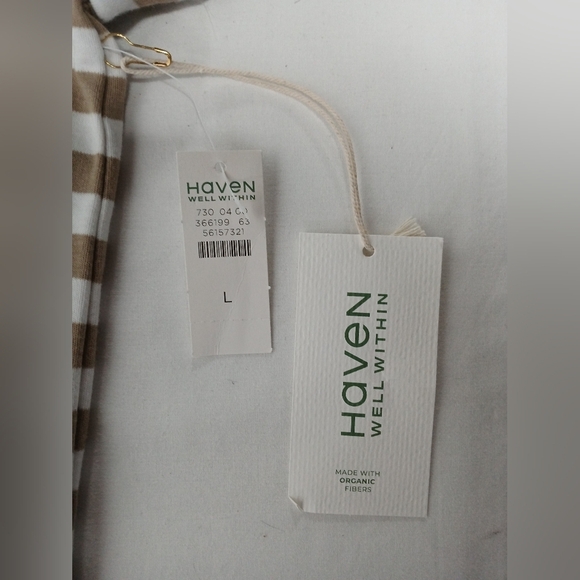 Haven
WELL WITHIN
730 04
366199 63
56157321
L
Haven
WELL WITHIN
MADE WITH
ORGANIC
FIBERS